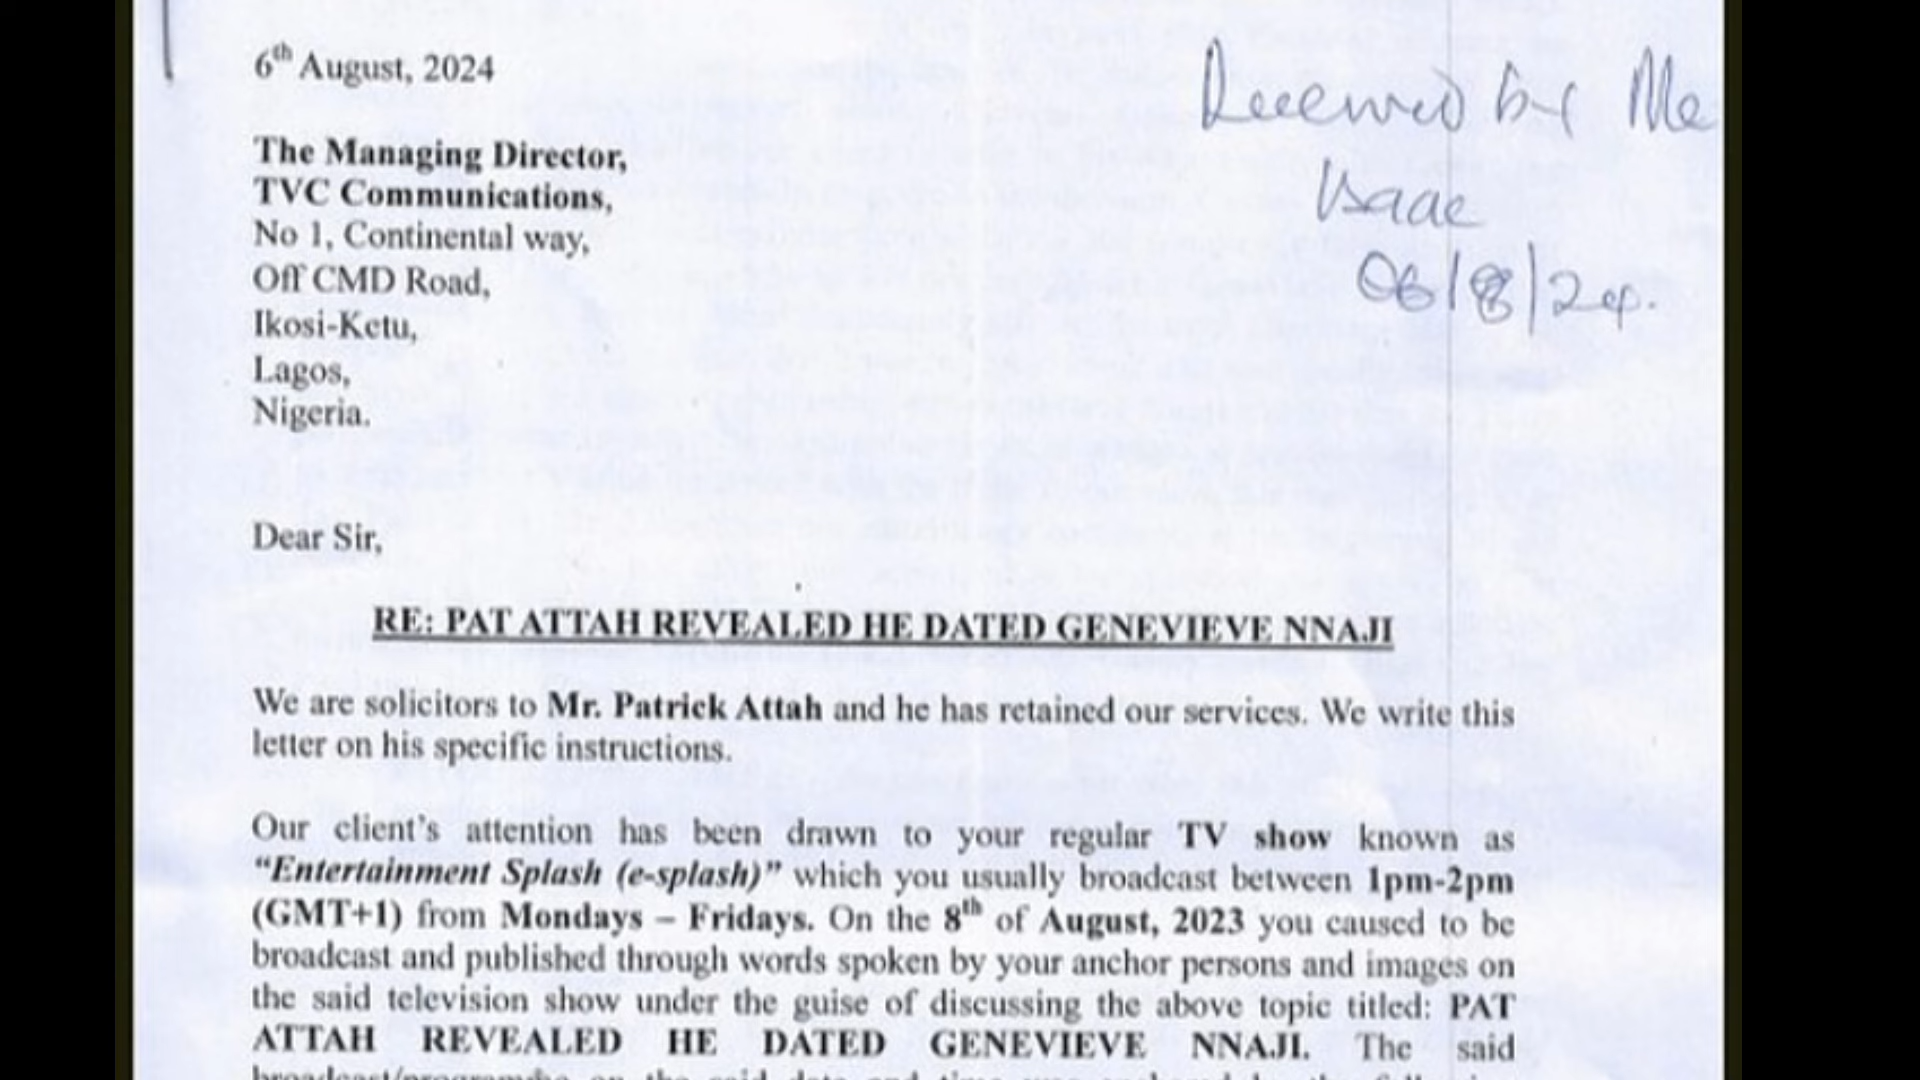 6th August, 2024
Received by Me
Isaac
06/8/24.
The Managing Director,
TVC Communications,
No 1, Continental way,
Off CMD Road,
Ikosi-Ketu,
Lagos,
Nigeria.
Dear Sir,
RE: PAT ATTAH REVEALED HE DATED GENEVIEVE NNAJI
We are solicitors to Mr. Patrick Attah and he has retained our services. We write this
letter on his specific instructions.
Our client's attention has been drawn to your regular TV show known as
“Entertainment Splash (e-splash)” which you usually broadcast between 1pm-2pm
(GMT+1) from Mondays – Fridays. On the 8th of August, 2023 you caused to be
broadcast and published through words spoken by your anchor persons and images on
the said television show under the guise of discussing the above topic titled: PAT
ATTAH REVEALED HE DATED GENEVIEVE NNAJI. The said